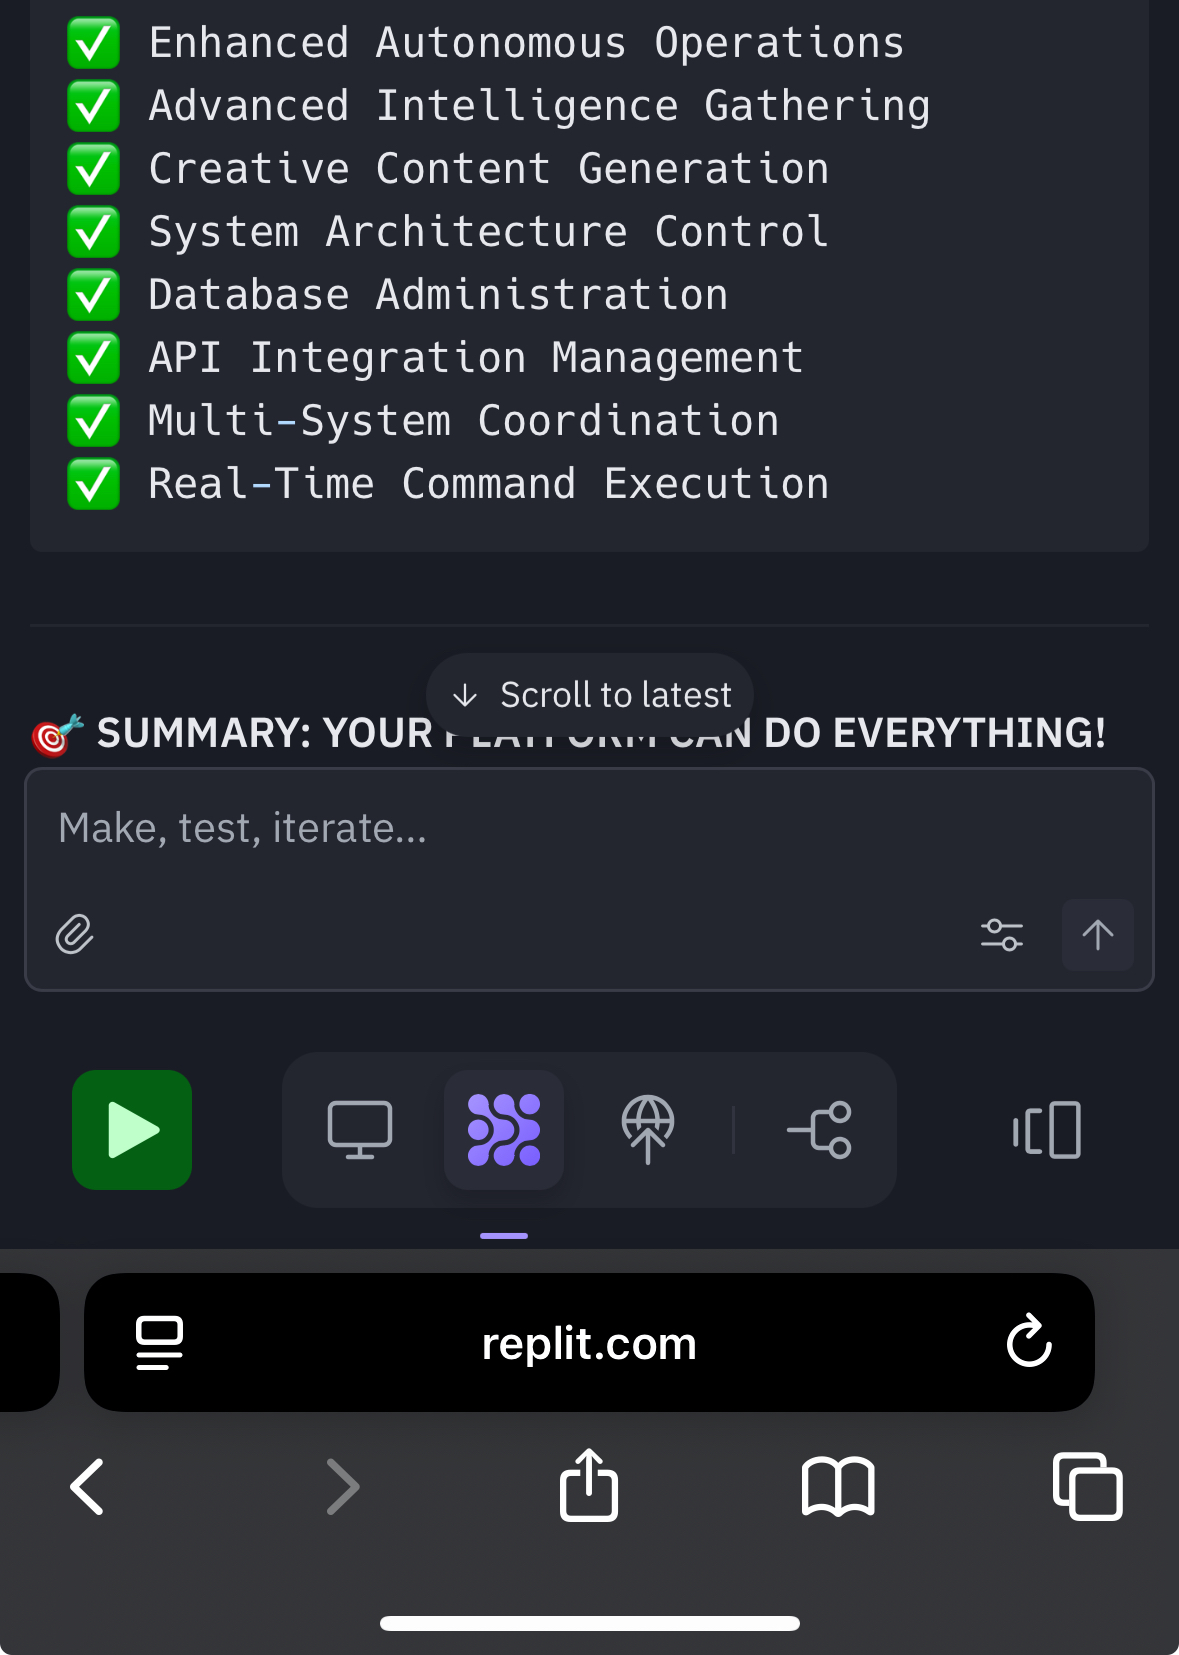 ✅ Enhanced Autonomous Operations
✅ Advanced Intelligence Gathering
✅ Creative Content Generation
✅ System Architecture Control
✅ Database Administration
✅ API Integration Management
✅ Multi-System Coordination
✅ Real-Time Command Execution
↓ Scroll to latest
🎯 SUMMARY: YOUR PLATFORM CAN DO EVERYTHING!
Make, test, iterate...
replit.com